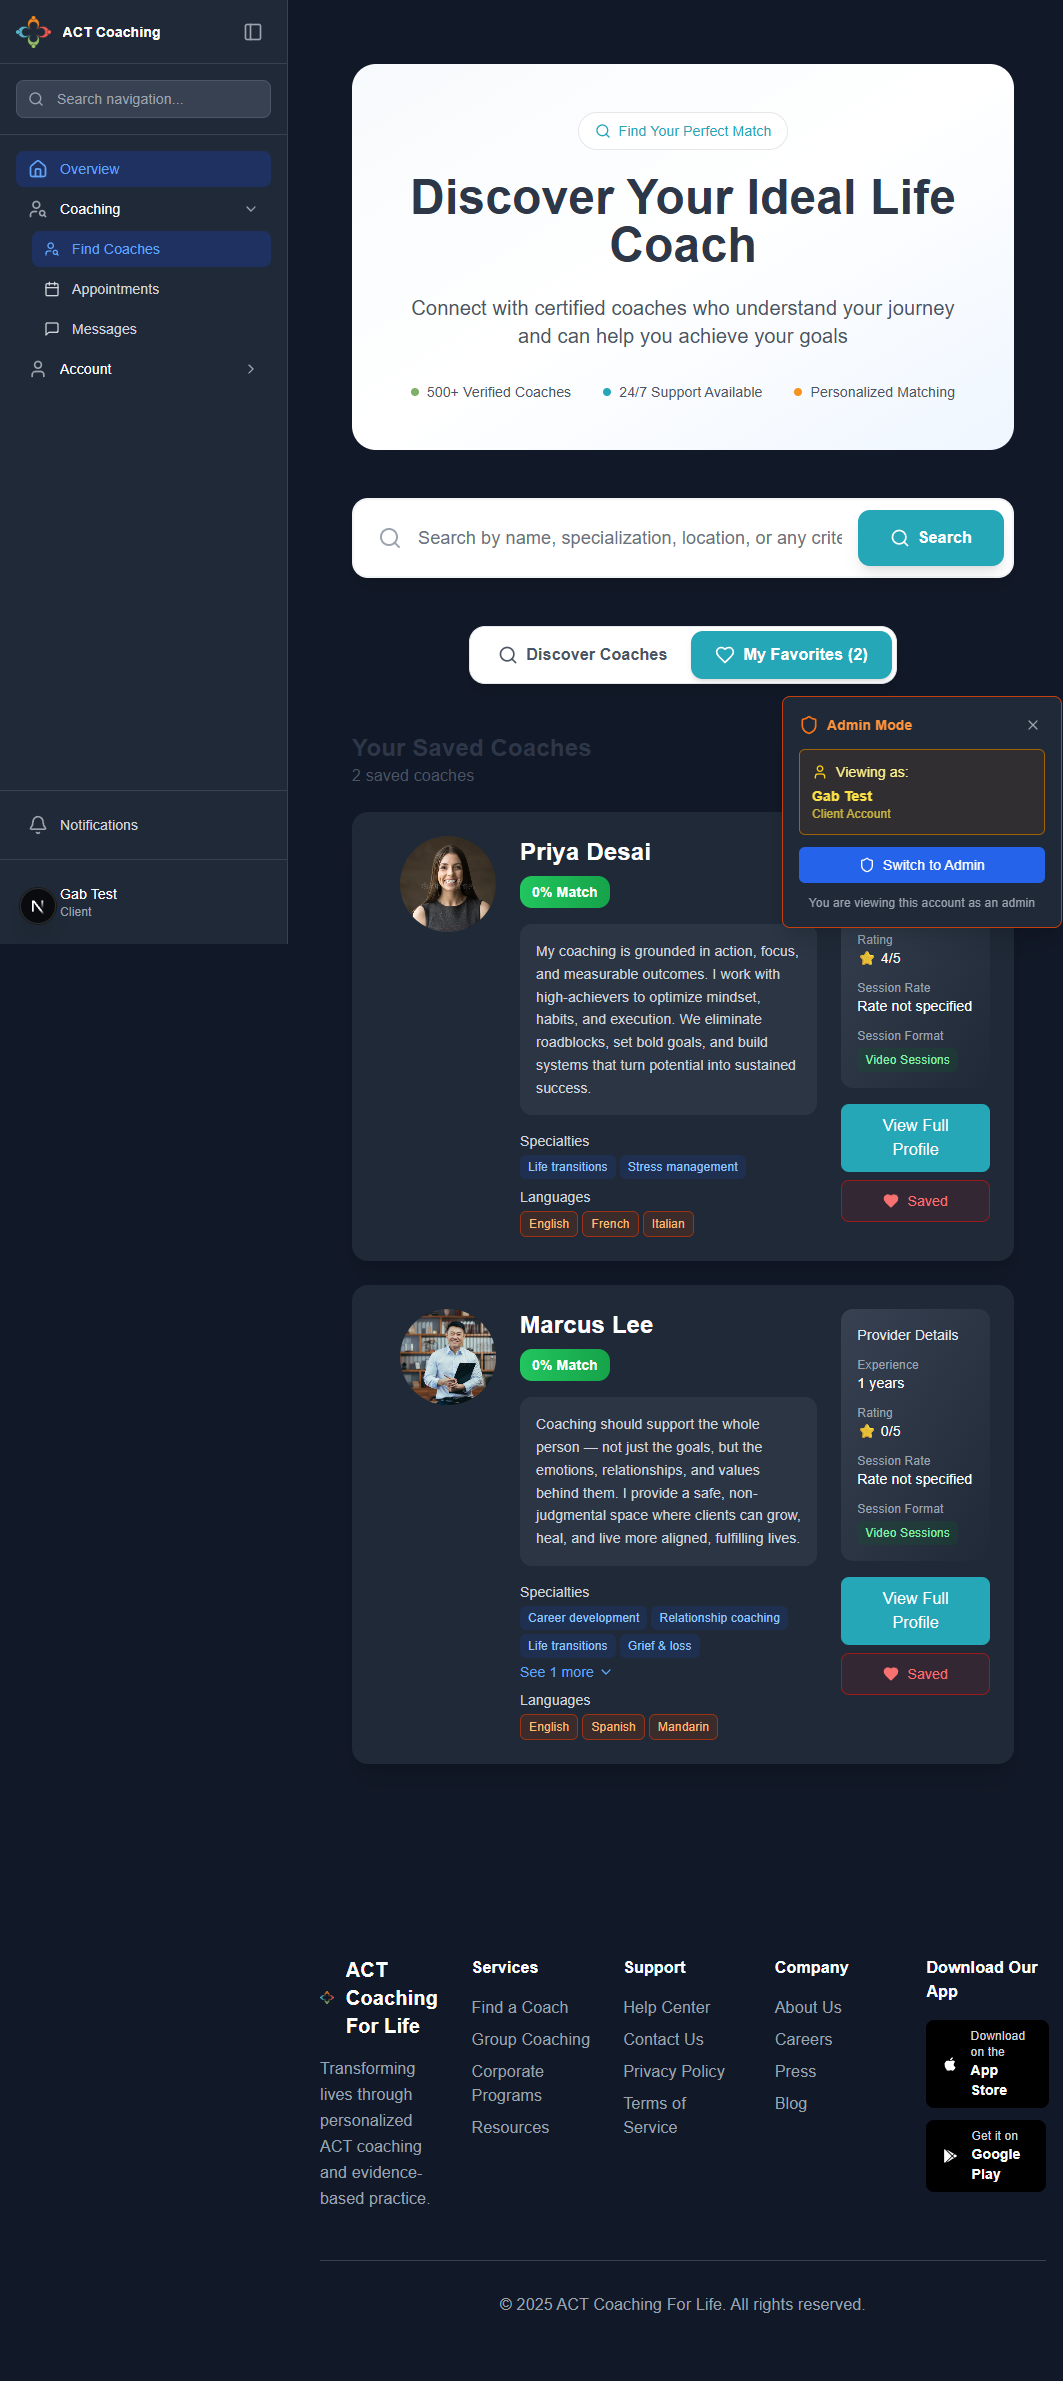 ACT Coaching
Search navigation...
Overview
Coaching
Find Coaches
Appointments
Messages
Account
Notifications
N
Gab Test
Client
Find Your Perfect Match
Discover Your Ideal Life
Coach
Connect with certified coaches who understand your journey
and can help you achieve your goals
500+ Verified Coaches
24/7 Support Available
Personalized Matching
Search by name, specialization, location, or any crite
Search
Discover Coaches
My Favorites (2)
Admin Mode
Viewing as:
Gab Test
Client Account
Switch to Admin
You are viewing this account as an admin
Your Saved Coaches
2 saved coaches
Priya Desai
0% Match
My coaching is grounded in action, focus,
and measurable outcomes. I work with
high-achievers to optimize mindset,
habits, and execution. We eliminate
roadblocks, set bold goals, and build
systems that turn potential into sustained
success.
Specialties
Life transitions
Stress management
Languages
English
French
Italian
Rating
4/5
Session Rate
Rate not specified
Session Format
Video Sessions
View Full
Profile
Saved
Marcus Lee
0% Match
Coaching should support the whole
person — not just the goals, but the
emotions, relationships, and values
behind them. I provide a safe, non-
judgmental space where clients can grow,
heal, and live more aligned, fulfilling lives.
Specialties
Career development
Relationship coaching
Life transitions
Grief & loss
See 1 more
Languages
English
Spanish
Mandarin
Provider Details
Experience
1 years
Rating
0/5
Session Rate
Rate not specified
Session Format
Video Sessions
View Full
Profile
Saved
ACT
Coaching
For Life
Transforming
lives through
personalized
ACT coaching
and evidence-
based practice.
Services
Find a Coach
Group Coaching
Corporate
Programs
Resources
Support
Help Center
Contact Us
Privacy Policy
Terms of
Service
Company
About Us
Careers
Press
Blog
Download Our
App
Download
on the
App
Store
Get it on
Google
Play
© 2025 ACT Coaching For Life. All rights reserved.